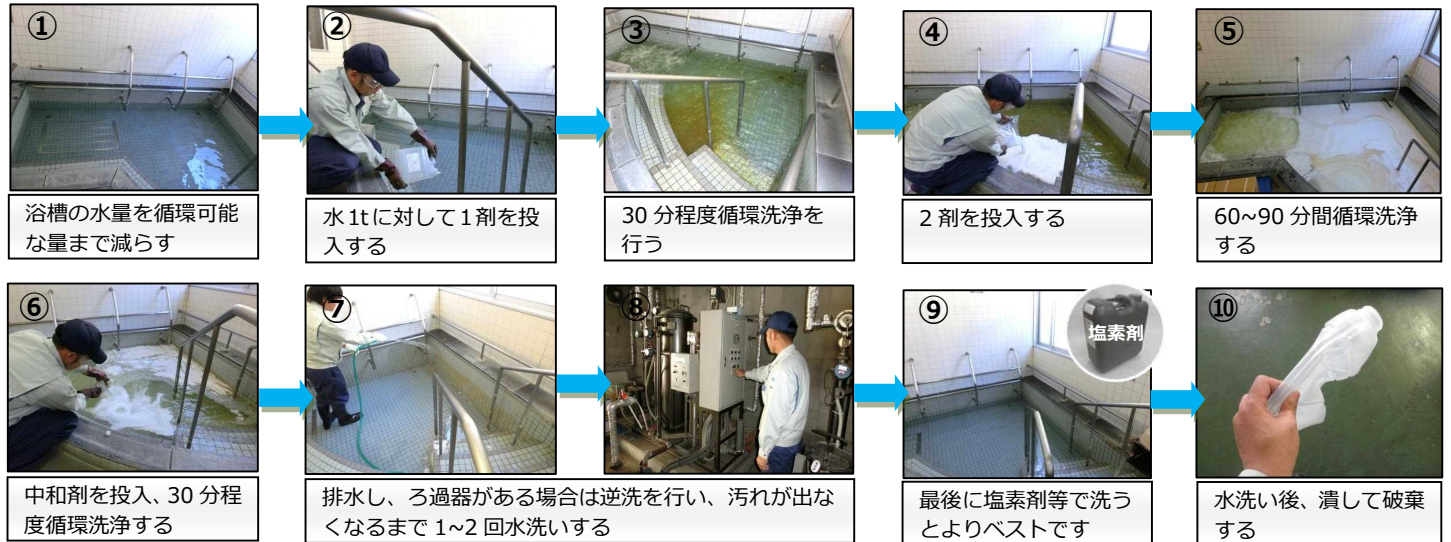 ①
②
③
④
⑤
浴槽の水量を循環可能
な量まで減らす
水1tに対して1剤を投
入する
30 分程度循環洗浄を
行う
2 剤を投入する
60~90 分間循環洗浄
する
⑥
⑦
⑧
⑨
塩素剤
⑩
中和剤を投入、30 分程
度循環洗浄する
排水し、ろ過器がある場合は逆洗を行い、汚れが出な
くなるまで 1~2 回水洗いする
最後に塩素剤等で洗う
とよりベストです
水洗い後、潰して破棄
する